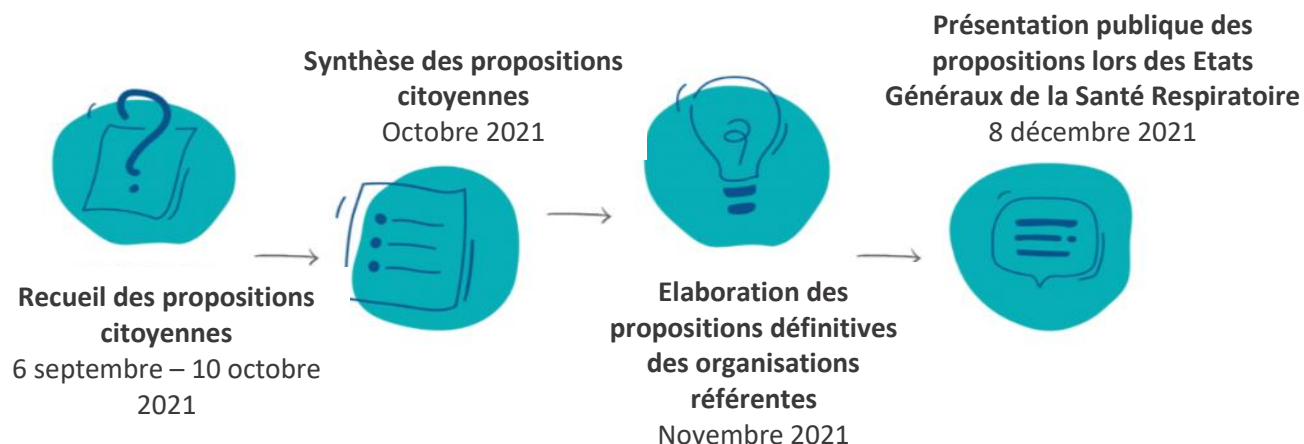 Recueil des propositions
citoyennes
6 septembre – 10 octobre
2021
Synthèse des propositions
citoyennes
Octobre 2021
Elaboration des
propositions définitives
des organisations
référentes
Novembre 2021
Présentation publique des
propositions lors des Etats
Généraux de la Santé Respiratoire
8 décembre 2021